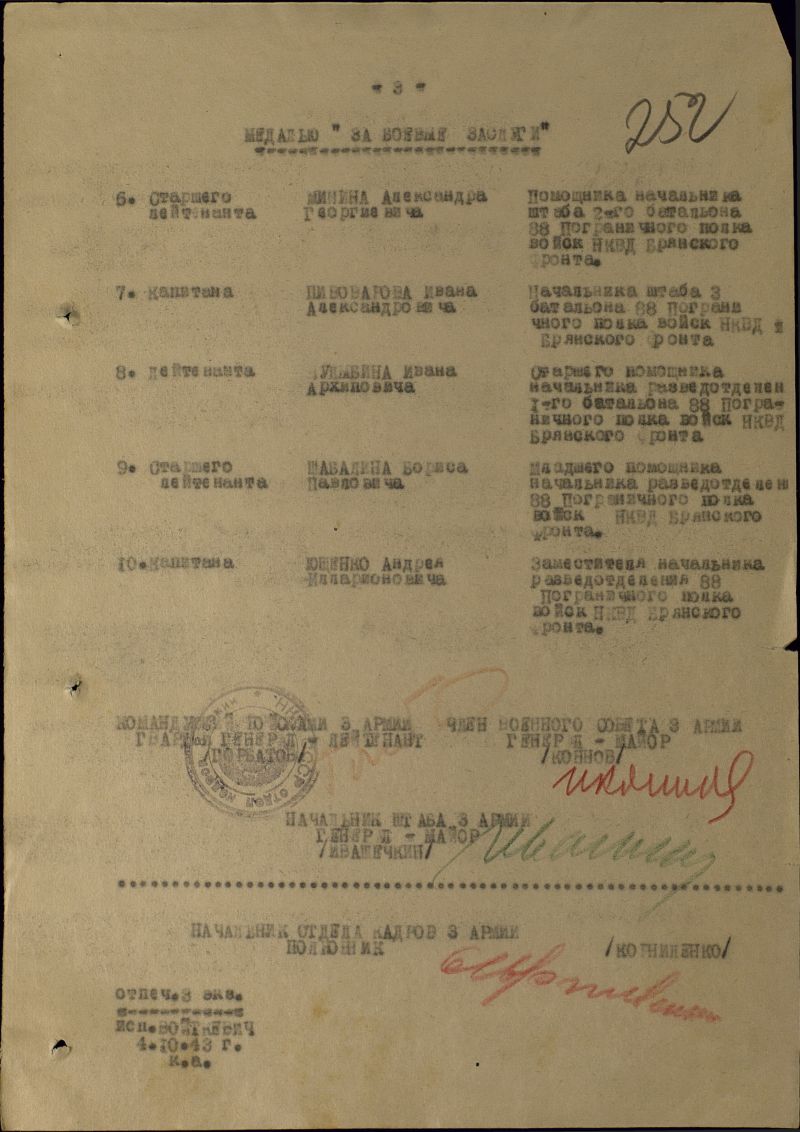 - 3 -
252
МЕДАЛЬЮ " ЗА БОЕВЫЕ ЗАСЛУГИ"
6. Старшего лейтенанта
МИНИНА Александра Георгиевича
Помощника начальника
штаба 2-го батальона
88 Пограничного полка
войск НКВД Брянского
фронта.
7. капитана
ПИВОВАРОВА Ивана
Александровича
Начальника штаба 3
батальона 88 Погранич
чного полка войск НКВД
Брянского фронта
8. лейтенанта
Ивана
Архиповича
Старшего помощника
начальника разведотделен
1-го батальона 88 Погра-
ничного полка войск НКВД
Брянского фронта
9. Старшего
лейтенанта
ШАБАЛИНА Бориса
Павловича
Младшего помощника
начальника разведотделен
88 Пограничного полка
войск НКВД Брянского
фронта.
10. капитана
ЮЩЕНКО Андрея
Илларионовича
Заместителя начальника
разведотделения 88
Пограничного полка
войск НКВД Брянского
фронта.
КОМАНДУЮЩИЙ ВОЙСКАМИ 3 АРМИИ
ГВАРДИИ ГЕНЕРАЛ - ЛЕЙТЕНАНТ
/ГОРБАТОВ/
ЧЛЕН ВОЕННОГО СОВЕТА 3 АРМИИ
ГЕНЕРАЛ - МАЙОР
/КОННОВ/
НАЧАЛЬНИК ШТАБА 3 АРМИИ
ГЕНЕРАЛ - МАЙОР
/ИВАШЕЧКИН/
НАЧАЛЬНИК ОТДЕЛА КАДРОВ 3 АРМИИ
ПОЛКОВНИК /КОРНИЛЕНКО/
отпеч.3 экз.
исп.ВОЙТКЕВИЧ
4.10.43 г.
к.а.